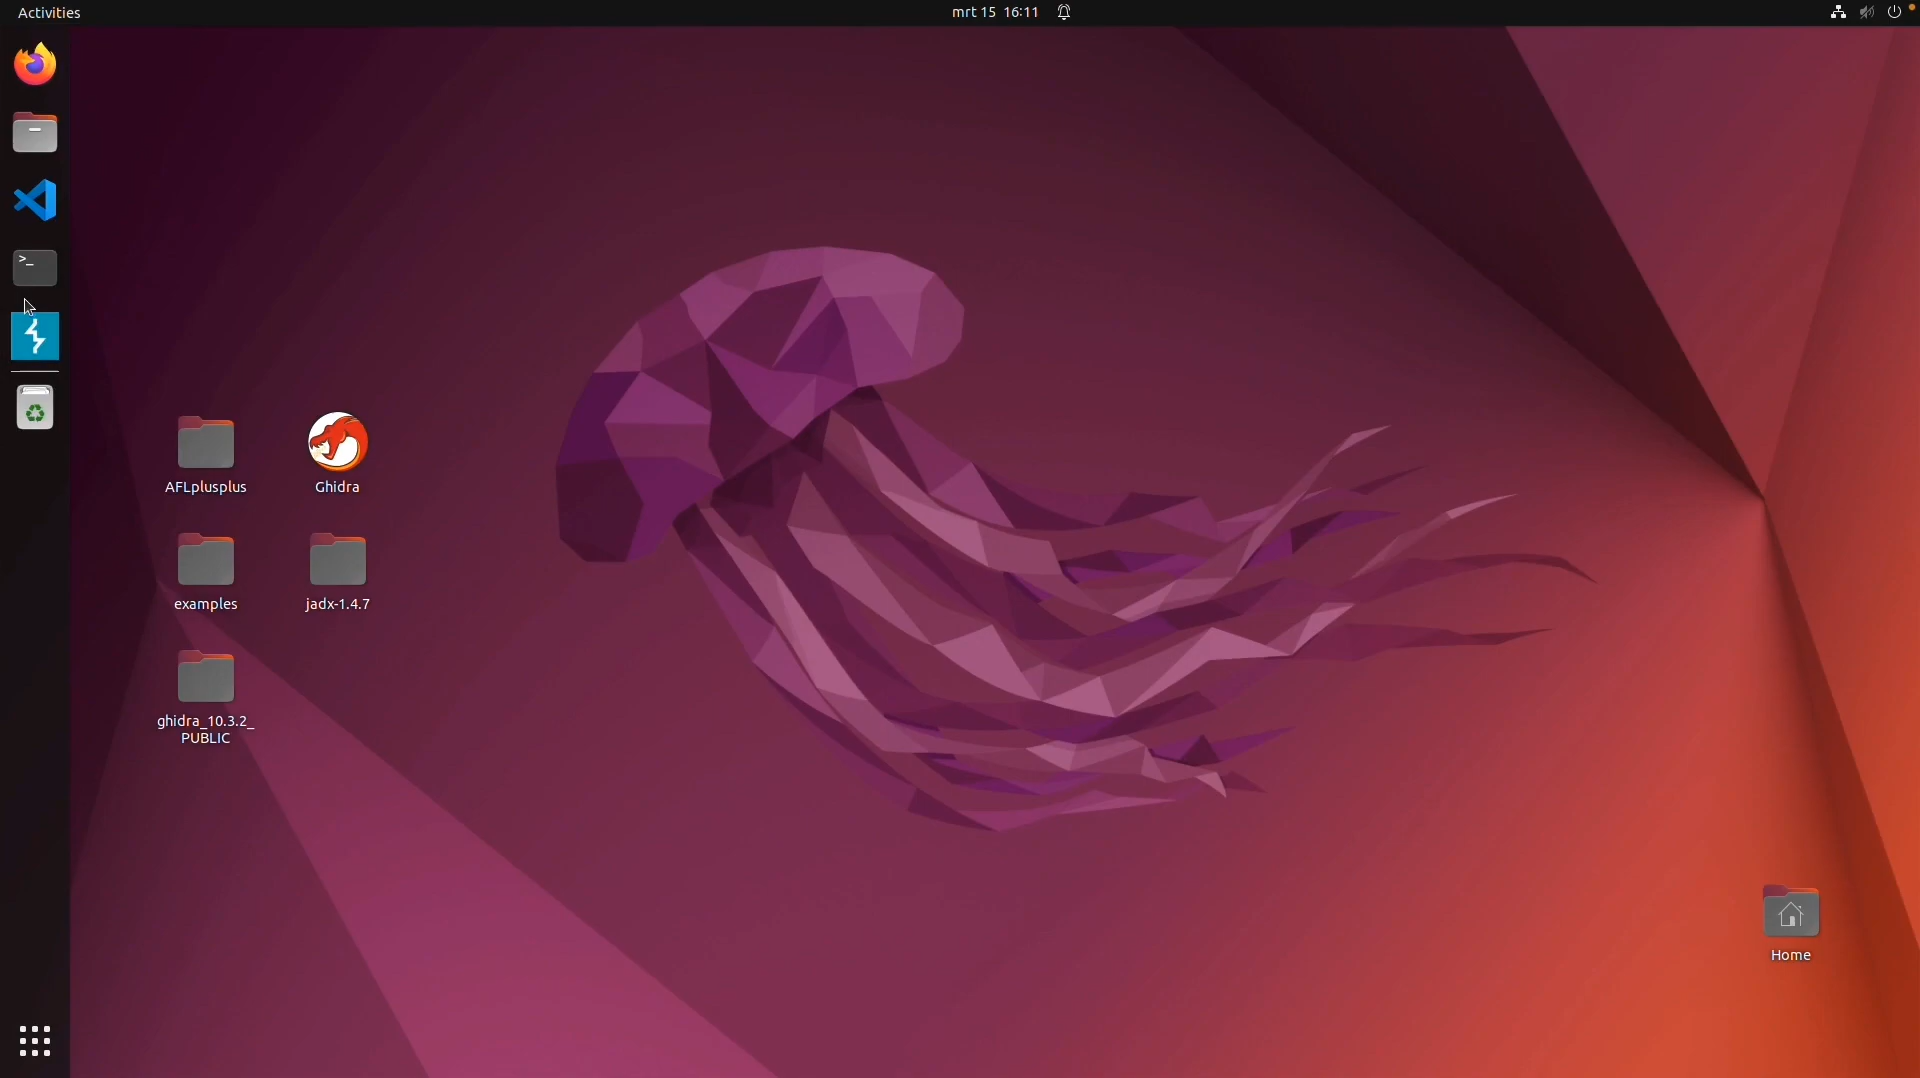 Activities
mrt 15 16:11
>_
AFLplusplus
Ghidra
examples
jadx-1.4.7
ghidra_10.3.2_
PUBLIC
Home